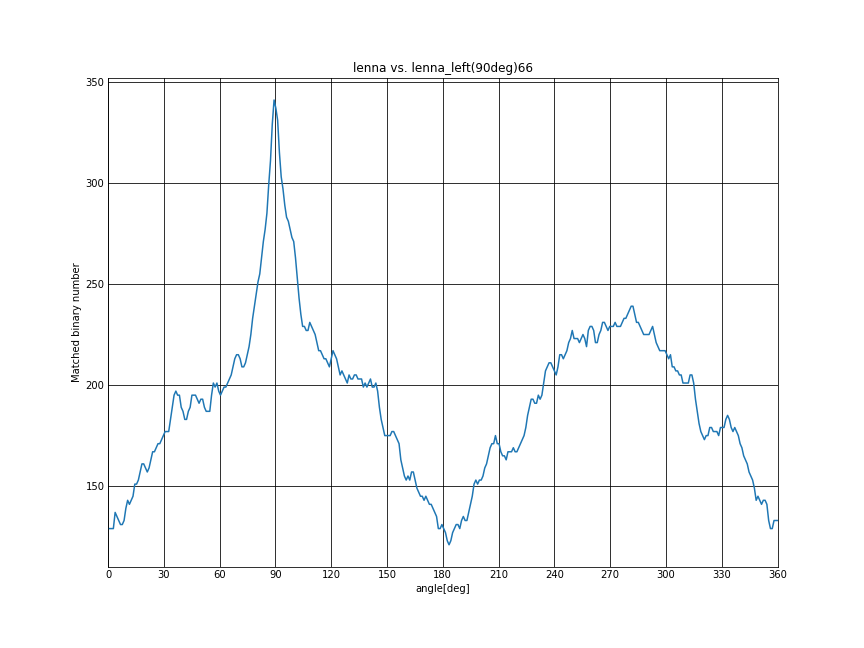 lenna vs. lenna_left(90deg)66
350
300
250
200
150
Matched binary number
0 30 60 90 120 150 180 210 240 270 300 330 360
angle[deg]